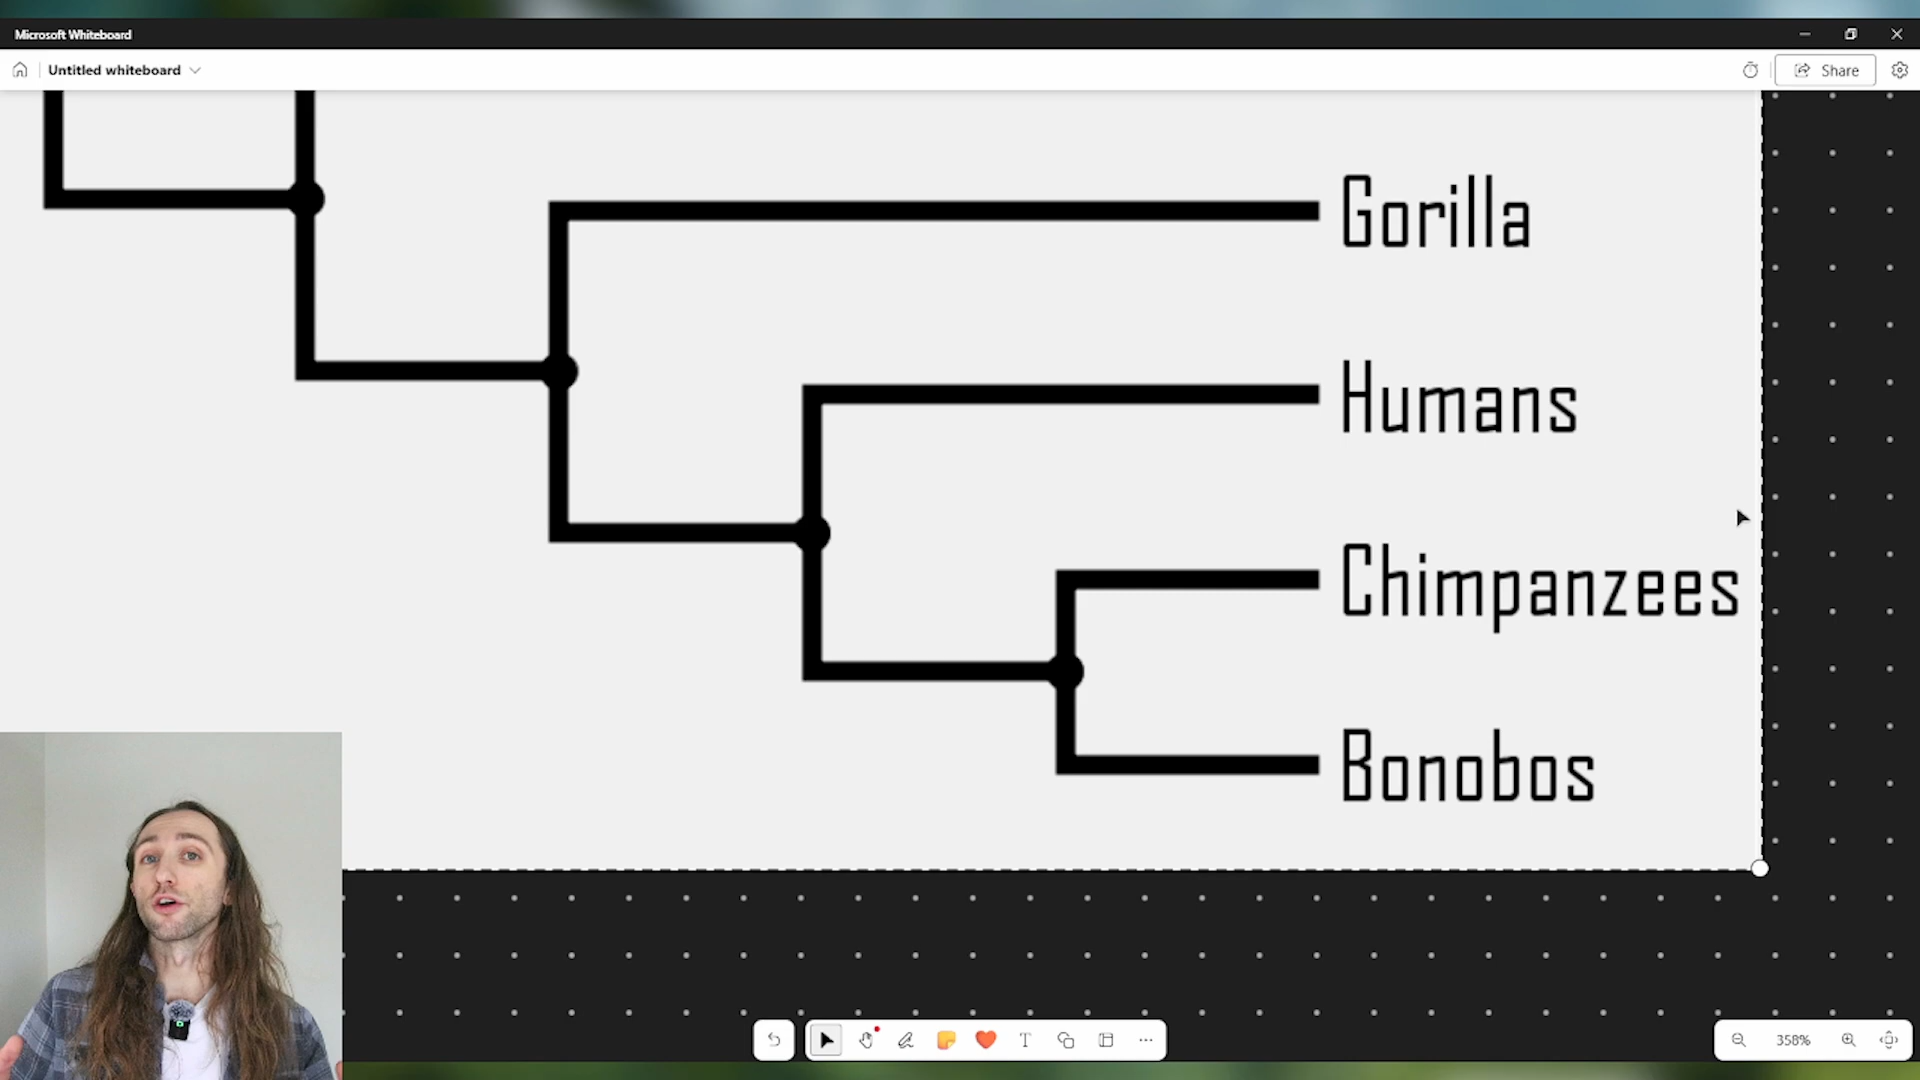 Microsoft Whiteboard
Untitled whiteboard
Share
Gorilla
Humans
Chimpanzees
Bonobos
T
358%